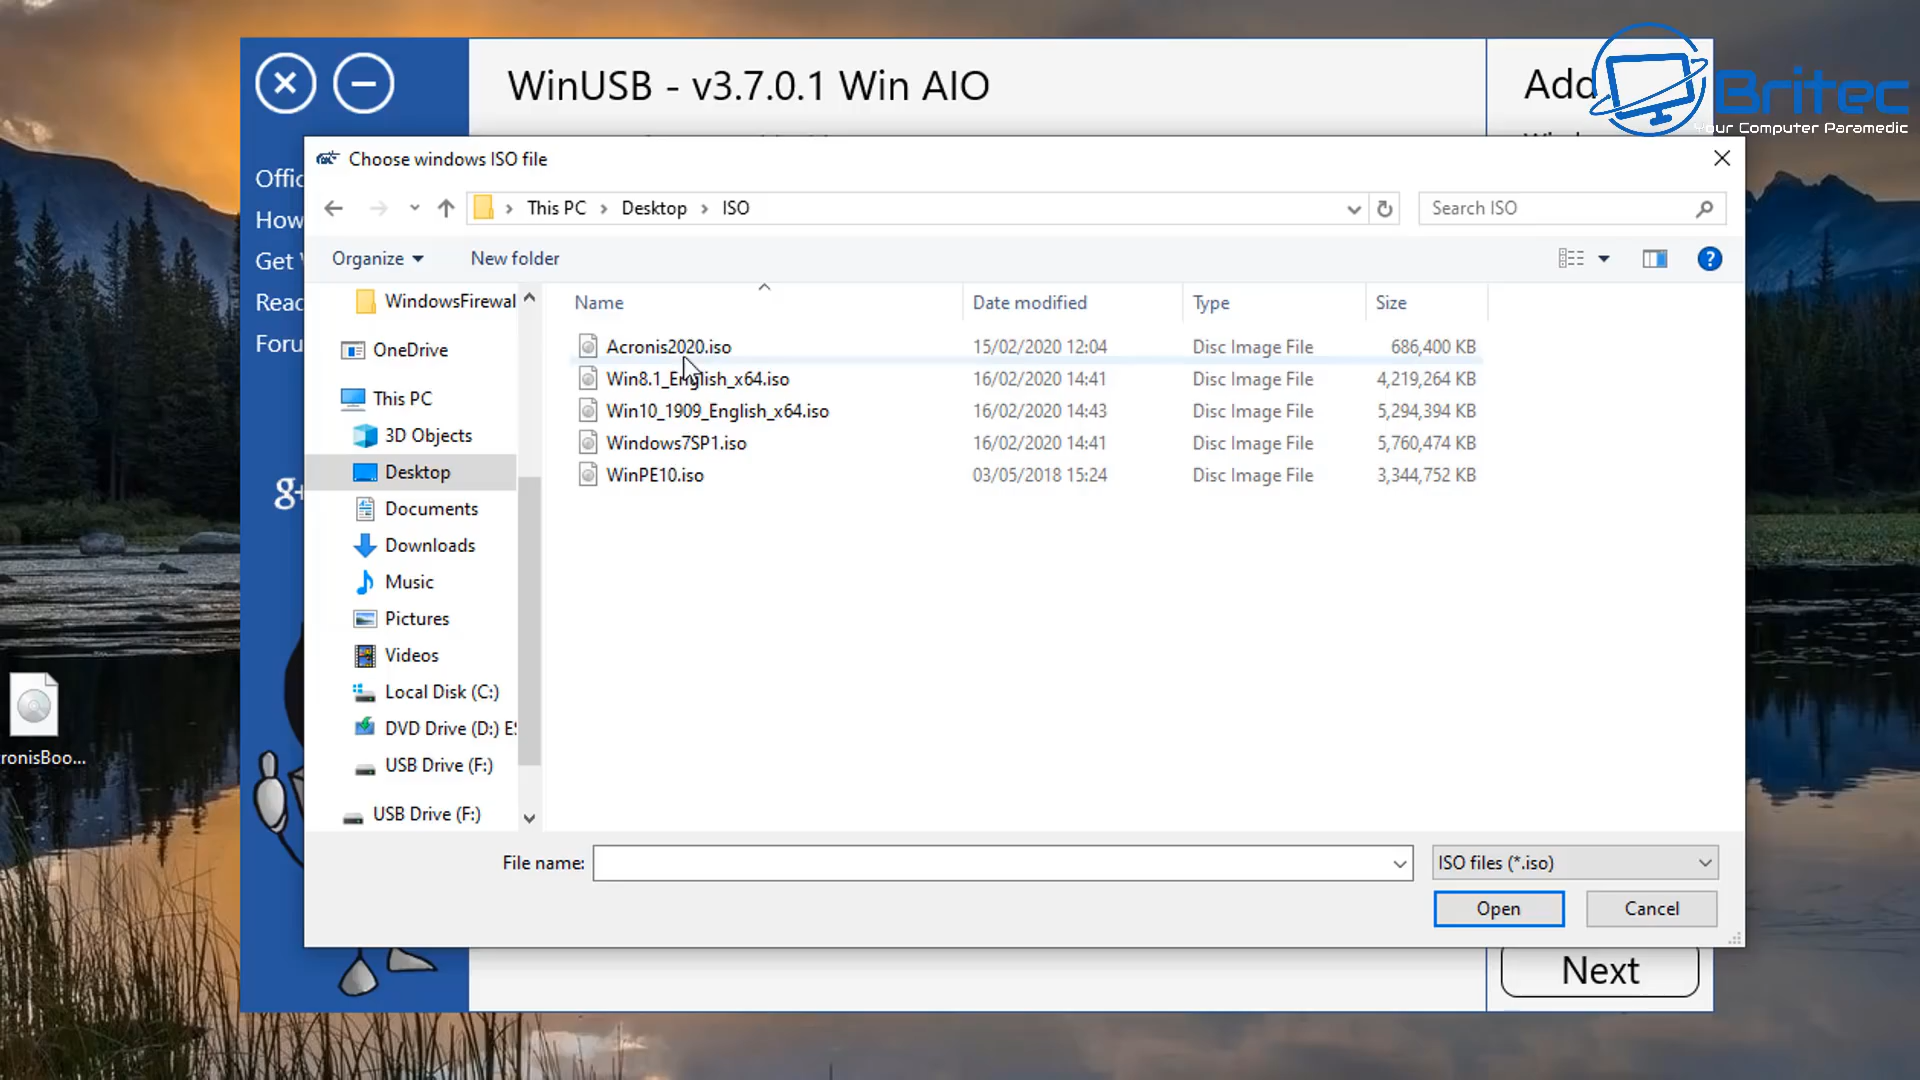 WinUSB - v3.7.0.1 Win AIO
Add
Britec
Your Computer Paramedic
Choose windows ISO file
This PC > Desktop > ISO
Search ISO
Organize
New folder
Name
Date modified
Type
Size
Acronis2020.iso 15/02/2020 12:04 Disc Image File 686,400 KB
Win8.1_English_x64.iso 16/02/2020 14:41 Disc Image File 4,219,264 KB
Win10_1909_English_x64.iso 16/02/2020 14:43 Disc Image File 5,294,394 KB
Windows7SP1.iso 16/02/2020 14:41 Disc Image File 5,760,474 KB
WinPE10.iso 03/05/2018 15:24 Disc Image File 3,344,752 KB
WindowsFirewal
OneDrive
This PC
3D Objects
Desktop
Documents
Downloads
Music
Pictures
Videos
Local Disk (C:)
DVD Drive (D:) E
USB Drive (F:)
USB Drive (F:)
Offic
How
Get
Read
Foru
g+
ronisBoo...
File name:
ISO files (*.iso)
Open
Cancel
Next